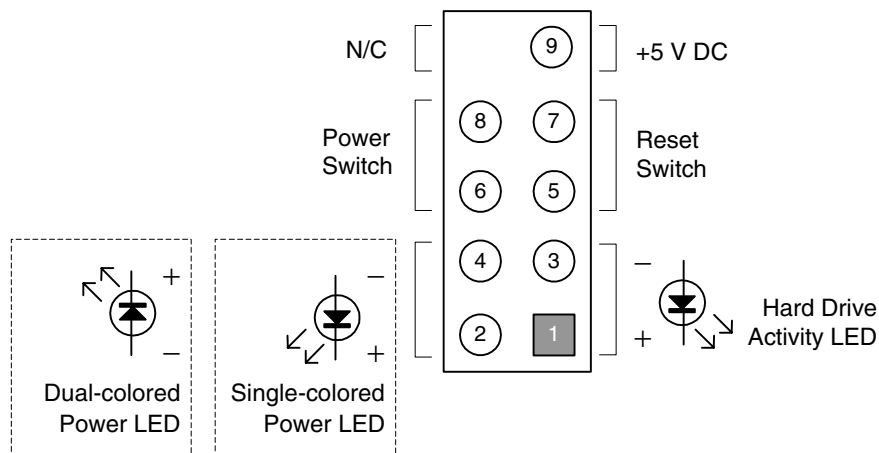 N/C
9
+5 V DC
Power
Switch
8
7
Reset
Switch
6
5
+
−
Dual-colored
Power LED
−
+
Single-colored
Power LED
4
3
2
1
−
+
Hard Drive
Activity LED